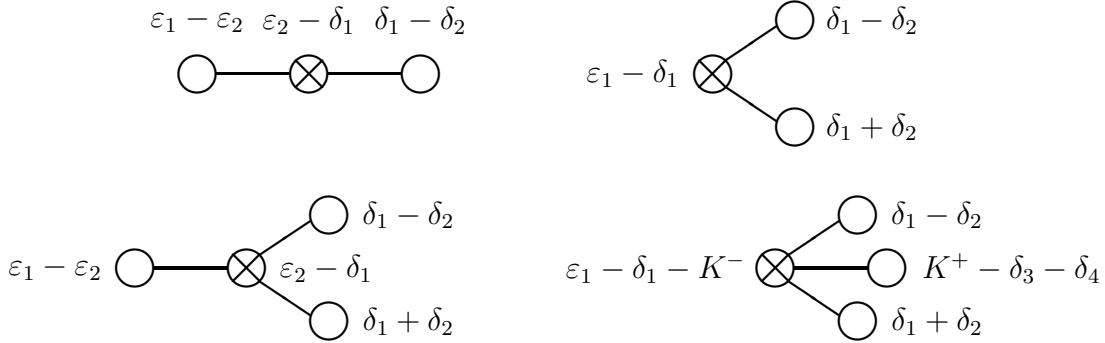 ε₁ − ε₂ ε₂ − δ₁ δ₁ − δ₂
ε₁ − δ₁
δ₁ − δ₂
δ₁ + δ₂
ε₁ − ε₂
δ₁ − δ₂
ε₂ − δ₁
δ₁ + δ₂
ε₁ − δ₁ − K⁻
δ₁ − δ₂
K⁺ − δ₃ − δ₄
δ₁ + δ₂